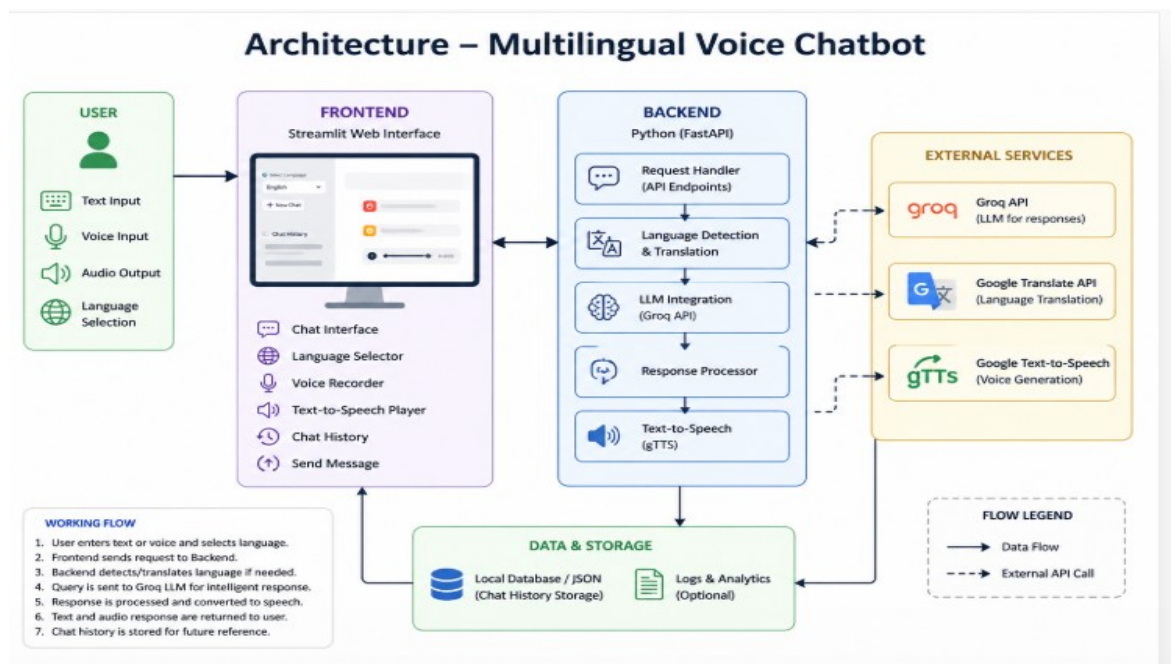 Architecture – Multilingual Voice Chatbot
USER
Text Input
Voice Input
Audio Output
Language
Selection
FRONTEND
Streamlit Web Interface
Select Language
English
+ New Chat
Chat History
Chat Interface
Language Selector
Voice Recorder
Text-to-Speech Player
Chat History
Send Message
BACKEND
Python (FastAPI)
Request Handler
(API Endpoints)
Language Detection
& Translation
LLM Integration
(Groq API)
Response Processor
Text-to-Speech
(gTTS)
EXTERNAL SERVICES
groq
Groq API
(LLM for responses)
G
Google Translate API
(Language Translation)
gTTS
Google Text-to-Speech
(Voice Generation)
WORKING FLOW
1. User enters text or voice and selects language.
2. Frontend sends request to Backend.
3. Backend detects/translates language if needed.
4. Query is sent to Groq LLM for intelligent response.
5. Response is processed and converted to speech.
6. Text and audio response are returned to user.
7. Chat history is stored for future reference.
DATA & STORAGE
Local Database / JSON
(Chat History Storage)
Logs & Analytics
(Optional)
FLOW LEGEND
Data Flow
External API Call